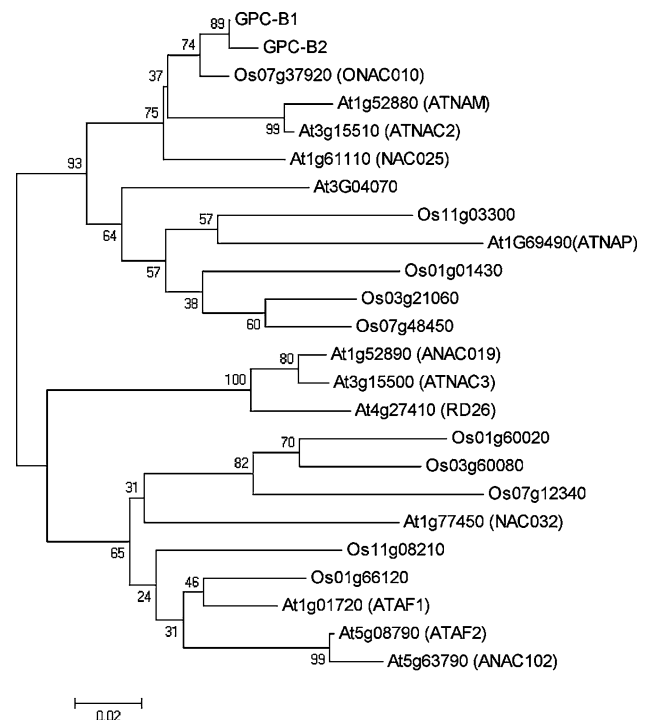 89 GPC-B1
GPC-B2
74
Os07g37920 (ONAC010)
37
At1g52880 (ATNAM)
75
99 At3g15510 (ATNAC2)
At1g61110 (NAC025)
93
At3G04070
57 Os11g03300
64
At1G69490(ATNAP)
57
Os01g01430
38 Os03g21060
60 Os07g48450
80 At1g52890 (ANAC019)
100 At3g15500 (ATNAC3)
At4g27410 (RD26)
70 Os01g60020
82 Os03g60080
31 Os07g12340
At1g77450 (NAC032)
65
Os11g08210
46 Os01g66120
24 At1g01720 (ATAF1)
31 At5g08790 (ATAF2)
99 At5g63790 (ANAC102)
0.02